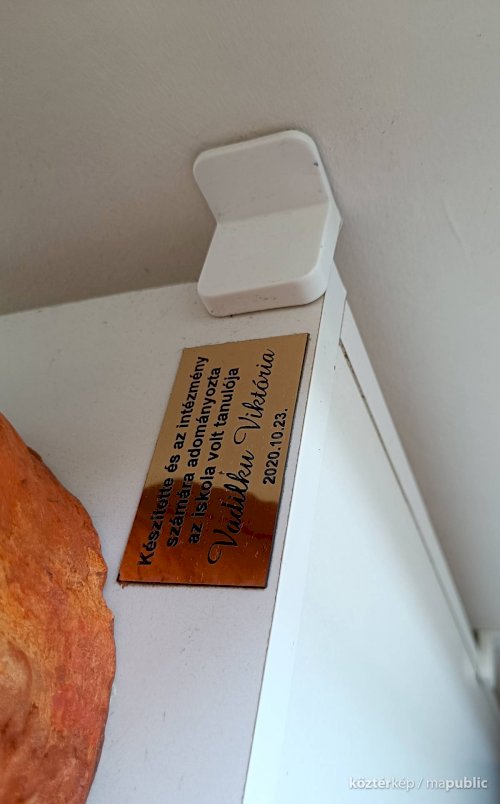 Készítette és az intézmény
számára adományozta
az iskola volt tanulója
Vadilku Viktória
2020.10.23.
köztérkép / mapublic